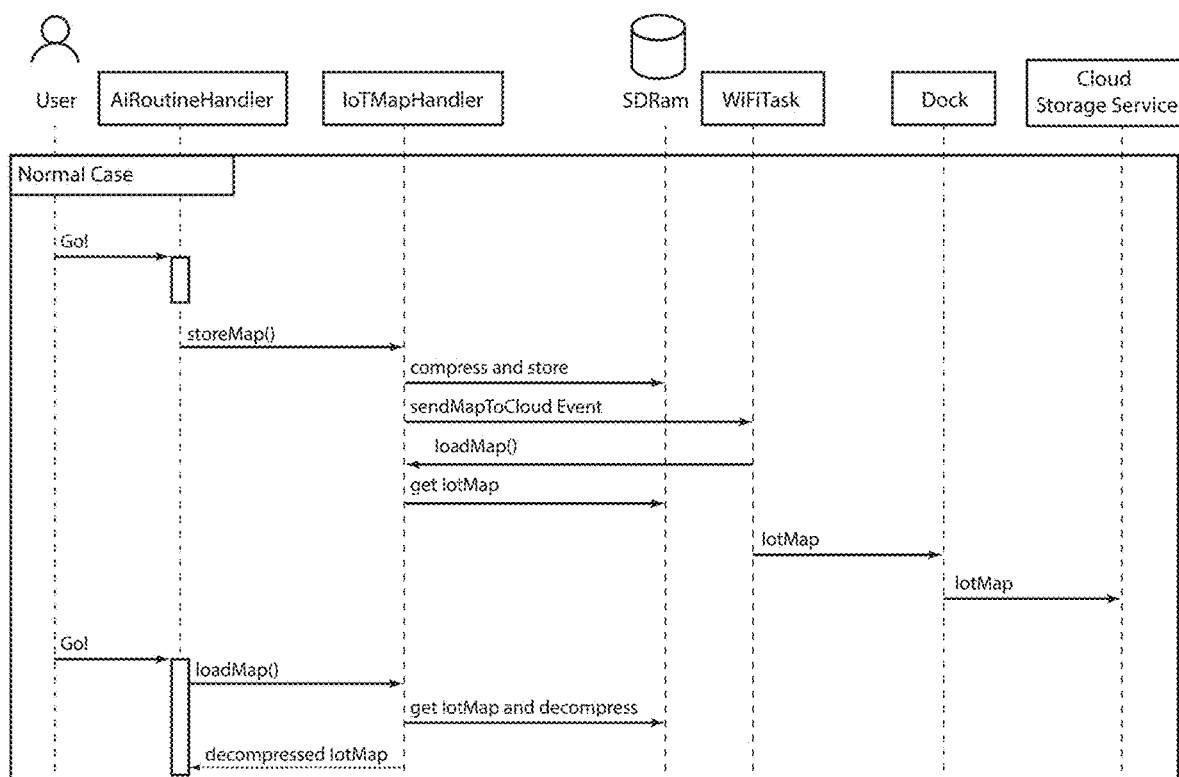 User
AiRoutineHandler
IoTMapHandler
SDRam
WiFiTask
Dock
Cloud
Storage Service
Normal Case
Go!
storeMap()
compress and store
sendMapToCloud Event
loadMap()
get IotMap
IotMap
IotMap
Go!
loadMap()
get IotMap and decompress
decompressed IotMap